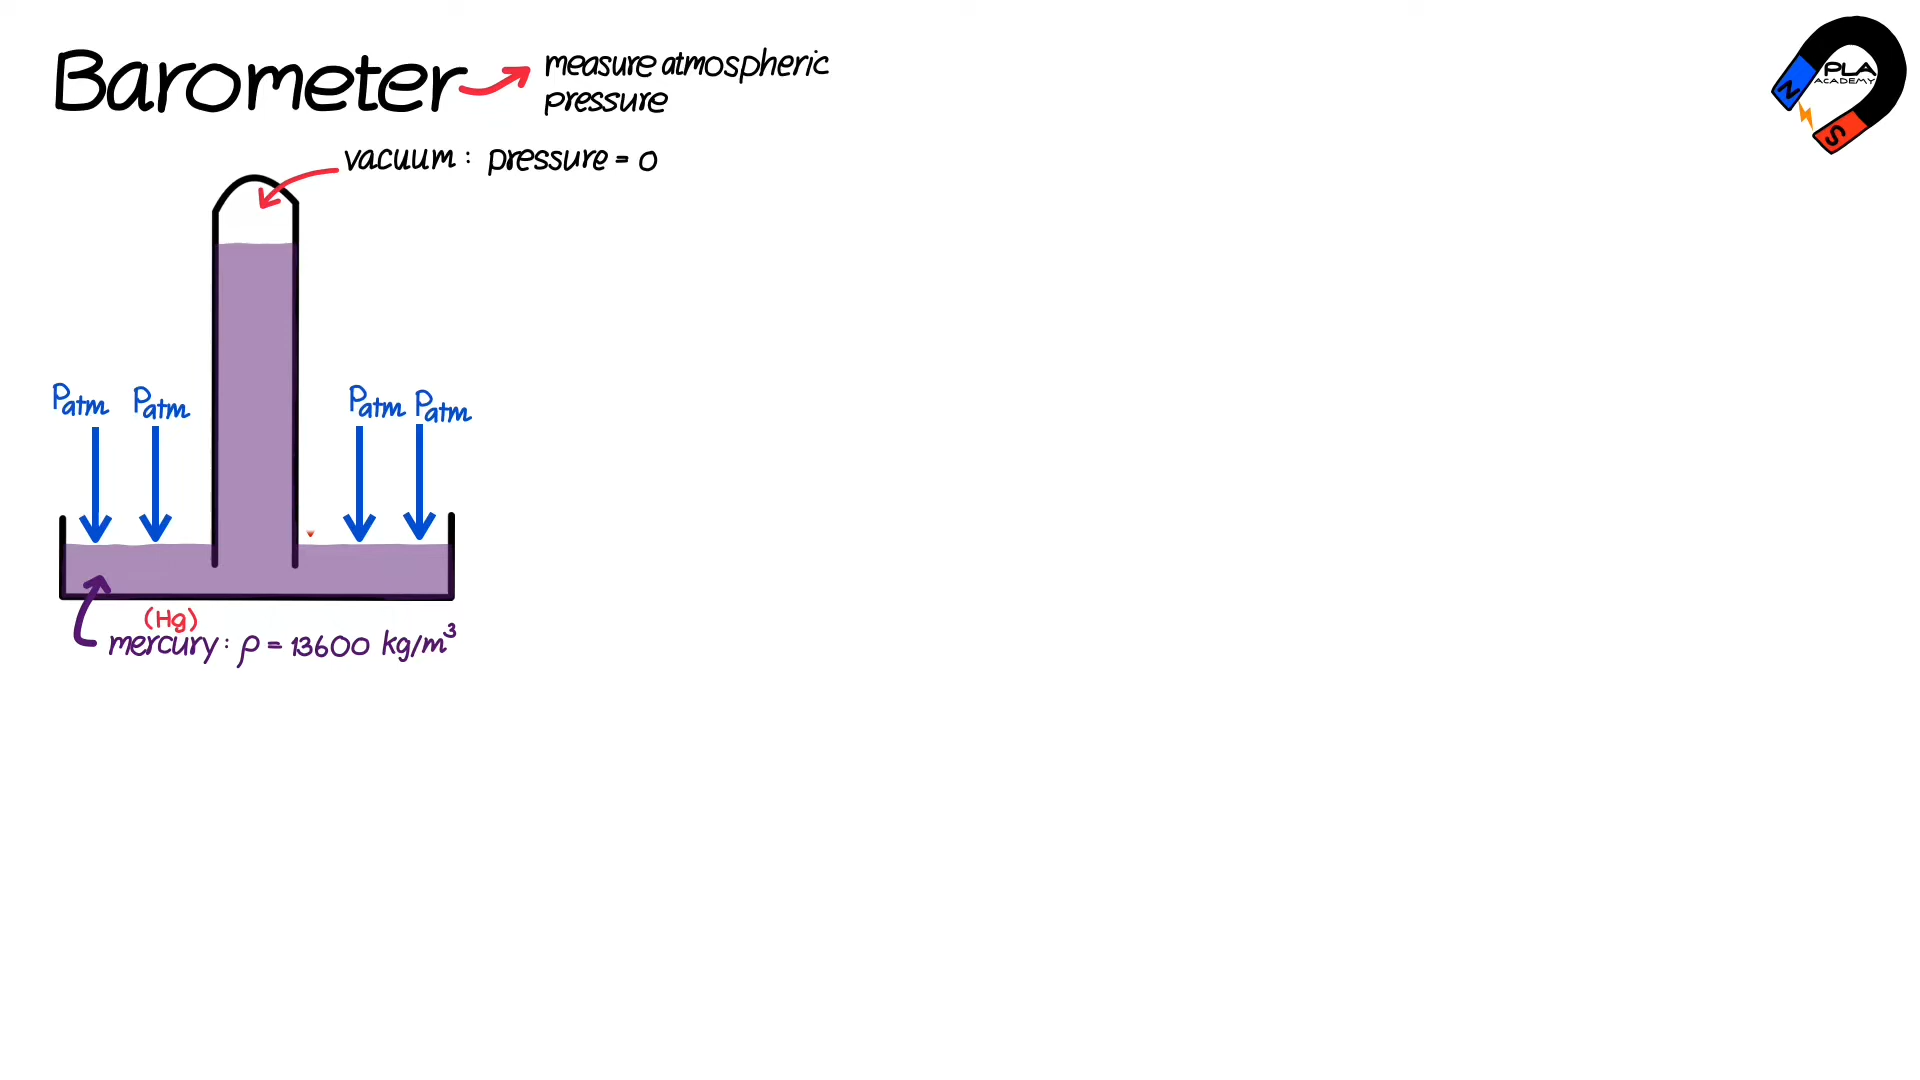 Barometer
measure atmospheric
pressure
vacuum: pressure = 0
Patm Patm Patm Patm
(Hg)
mercury: ρ = 13600 kg/m³
PLA
ACADEMY
N
S